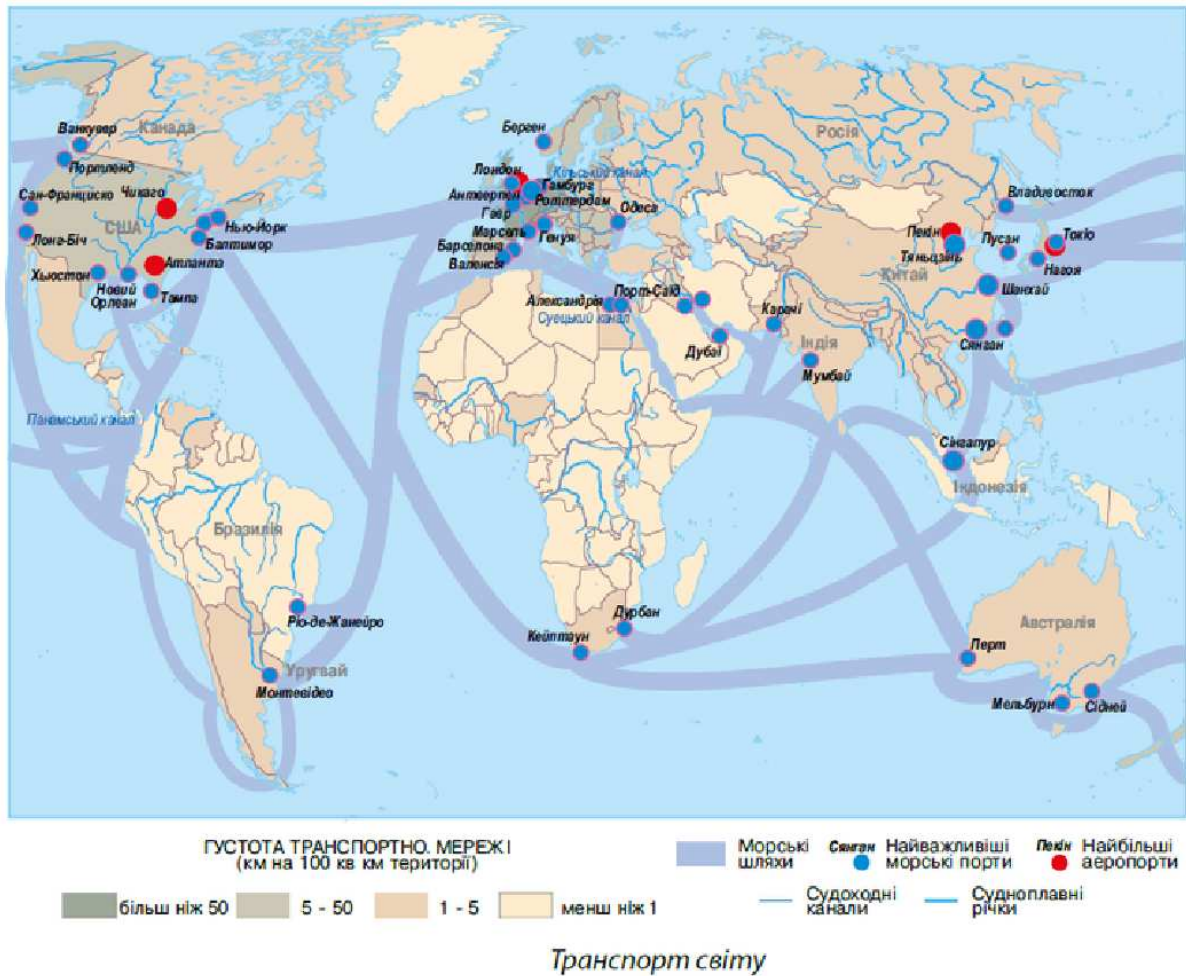 Ванкувер
Канада
Портленд
Сан-Франциско
Чикаго
США
Нью-Йорк
Лонг-Біч
Балтимор
Хьюстон
Атланта
Новий
Орлеан
Тампа
Панамський канал
Бразилія
Ріо-де-Жанейро
Уругвай
Монтевідео
Берген
Росія
Лондон
Кільський канал
Гамбург
Антверпен
Роттердам
Гавр
Одеса
Марсель
Генуя
Барселона
Валенсія
Александрія
Порт-Саїд
Суецький канал
Дубаї
Карачі
Індія
Мумбай
Владивосток
Пекін
Тяньцзінь
Пусан
Токіо
Китай
Нагоя
Шанхай
Сянган
Сінгапур
Індонезія
Дурбан
Кейптаун
Австралія
Перт
Мельбурн
Сідней
ГУСТОТА ТРАНСПОРТНО. МЕРЕЖІ
(км на 100 кв км території)
більш ніж 50
5 - 50
1 - 5
менш ніж 1
Морські
шляхи
Сянган
Найважливіші
морські порти
Пекін
Найбільші
аеропорти
Судоходні
канали
Судноплавні
річки
Транспорт світу